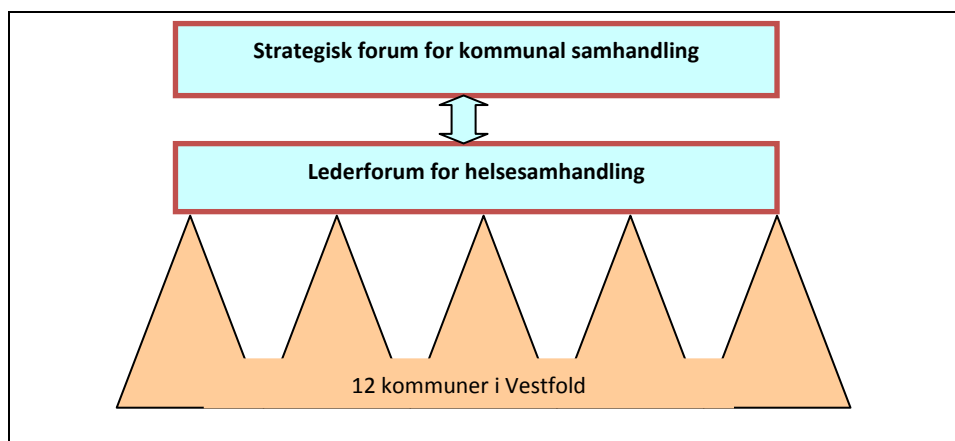 Strategisk forum for kommunal samhandling
Lederforum for helsesamhandling
12 kommuner i Vestfold